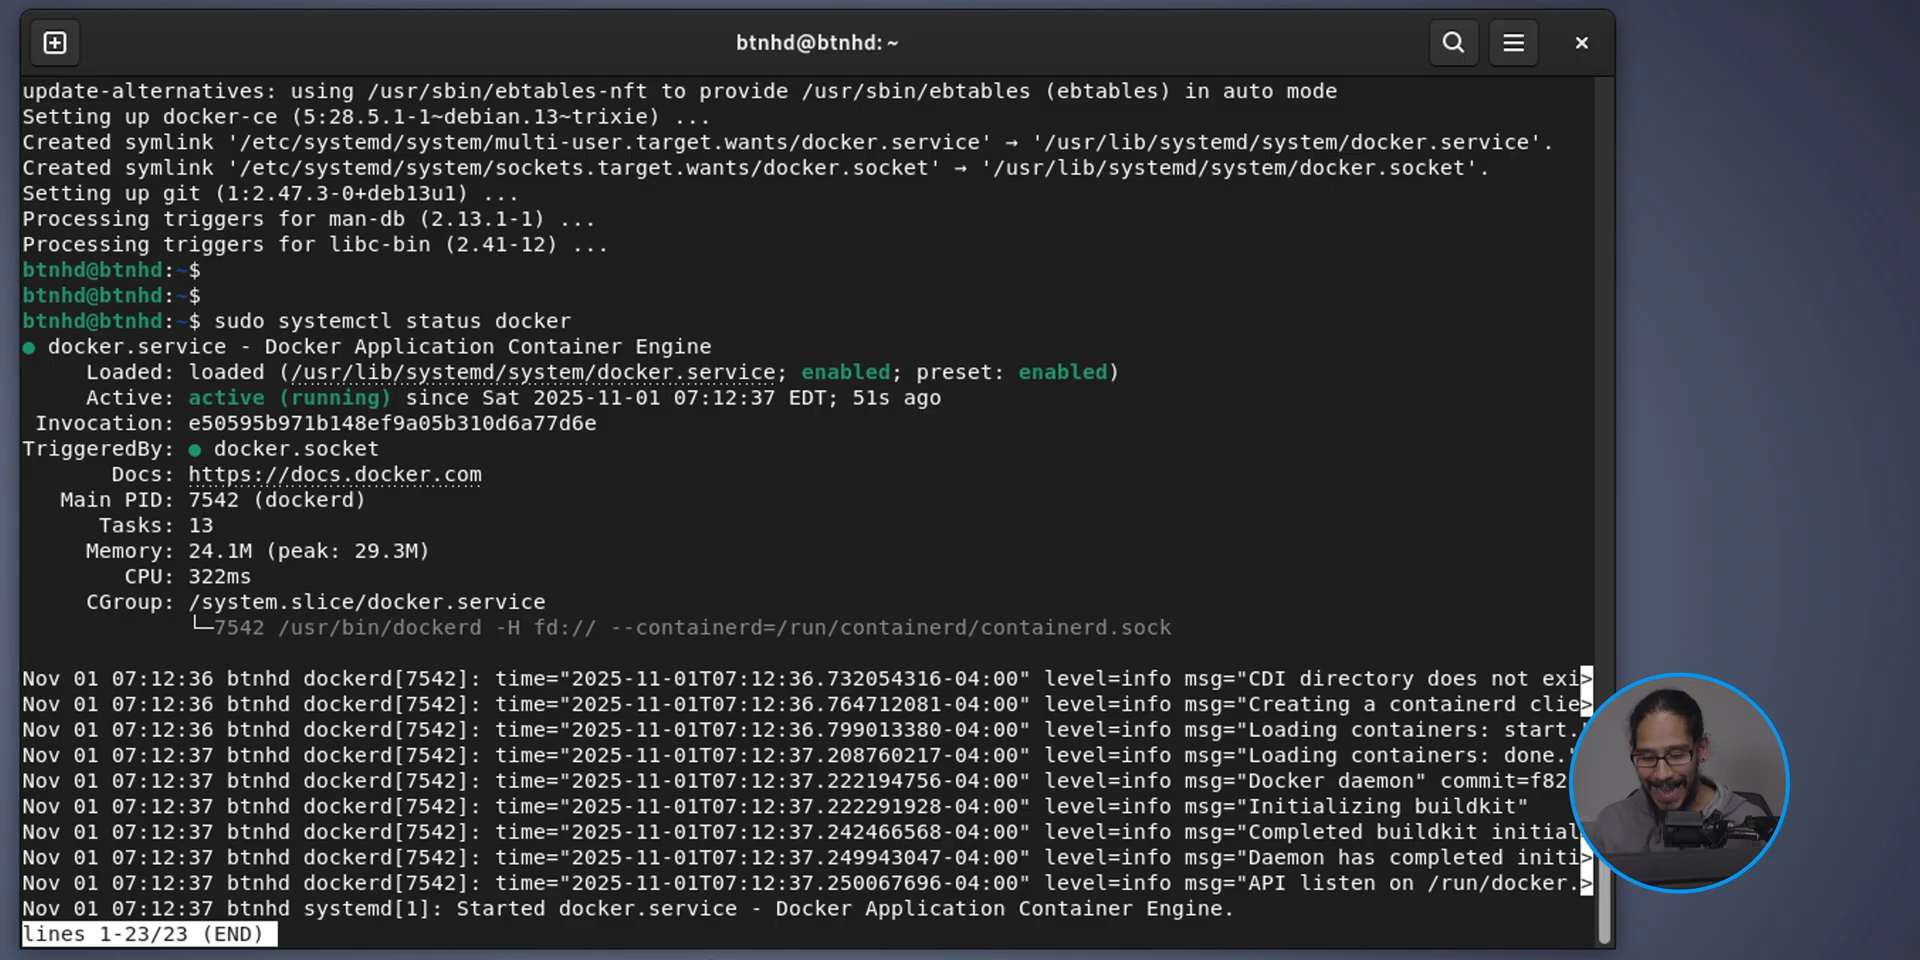 btnhd@btnhd: ~
update-alternatives: using /usr/sbin/ebtables-nft to provide /usr/sbin/ebtables (ebtables) in auto mode
Setting up docker-ce (5:28.5.1-1~debian.13~trixie) ...
Created symlink '/etc/systemd/system/multi-user.target.wants/docker.service' → '/usr/lib/systemd/system/docker.service'.
Created symlink '/etc/systemd/system/sockets.target.wants/docker.socket' → '/usr/lib/systemd/system/docker.socket'.
Setting up git (1:2.47.3-0+deb13u1) ...
Processing triggers for man-db (2.13.1-1) ...
Processing triggers for libc-bin (2.41-12) ...
btnhd@btnhd:~$
btnhd@btnhd:~$
btnhd@btnhd:~$ sudo systemctl status docker
● docker.service - Docker Application Container Engine
Loaded: loaded (/usr/lib/systemd/system/docker.service; enabled; preset: enabled)
Active: active (running) since Sat 2025-11-01 07:12:37 EDT; 51s ago
Invocation: e50595b971b148ef9a05b310d6a77d6e
TriggeredBy: ● docker.socket
Docs: https://docs.docker.com
Main PID: 7542 (dockerd)
Tasks: 13
Memory: 24.1M (peak: 29.3M)
CPU: 322ms
CGroup: /system.slice/docker.service
└─7542 /usr/bin/dockerd -H fd:// --containerd=/run/containerd/containerd.sock
Nov 01 07:12:36 btnhd dockerd[7542]: time="2025-11-01T07:12:36.732054316-04:00" level=info msg="CDI directory does not exi>
Nov 01 07:12:36 btnhd dockerd[7542]: time="2025-11-01T07:12:36.764712081-04:00" level=info msg="Creating a containerd clie>
Nov 01 07:12:36 btnhd dockerd[7542]: time="2025-11-01T07:12:36.799013380-04:00" level=info msg="Loading containers: start.
Nov 01 07:12:37 btnhd dockerd[7542]: time="2025-11-01T07:12:37.208760217-04:00" level=info msg="Loading containers: done."
Nov 01 07:12:37 btnhd dockerd[7542]: time="2025-11-01T07:12:37.222194756-04:00" level=info msg="Docker daemon" commit=f82
Nov 01 07:12:37 btnhd dockerd[7542]: time="2025-11-01T07:12:37.222291928-04:00" level=info msg="Initializing buildkit"
Nov 01 07:12:37 btnhd dockerd[7542]: time="2025-11-01T07:12:37.242466568-04:00" level=info msg="Completed buildkit initial>
Nov 01 07:12:37 btnhd dockerd[7542]: time="2025-11-01T07:12:37.249943047-04:00" level=info msg="Daemon has completed initi>
Nov 01 07:12:37 btnhd dockerd[7542]: time="2025-11-01T07:12:37.250067696-04:00" level=info msg="API listen on /run/docker.>
Nov 01 07:12:37 btnhd systemd[1]: Started docker.service - Docker Application Container Engine.
lines 1-23/23 (END)